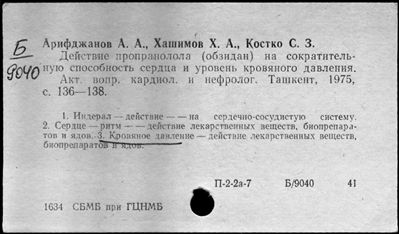 Б
9040
Арифджанов А. А., Хашимов Х. А., Костко С. З.
Действие пропранолола (обзидан) на сократитель-
ную способность сердца и уровень кровяного давления.
Акт. вопр. кардиол. и нефролог. Ташкент, 1975,
с. 136—138.
1. Индерал — действие — — на сердечно-сосудистую систему.
2. Сердце — ритм — — действие лекарственных веществ, биопрепара-
тов и ядов. 3. Кровяное давление — действие лекарственных веществ,
биопрепаратов и ядов.
П-2-2а-7 Б/9040 41
1634 СБМБ при ГЦНМБ